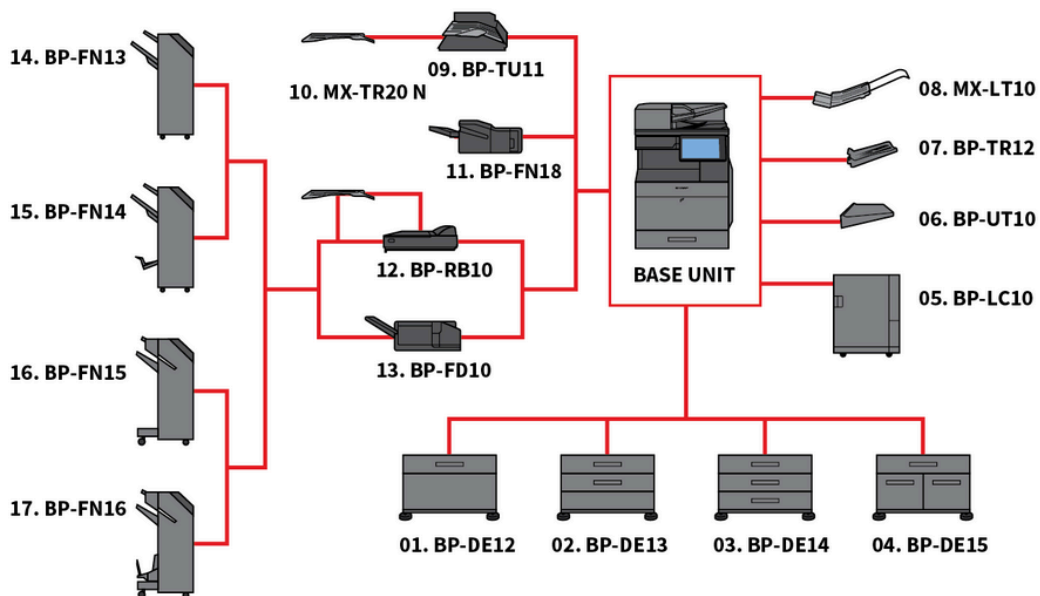 14. BP-FN13
15. BP-FN14
16. BP-FN15
17. BP-FN16
10. MX-TR20 N
09. BP-TU11
11. BP-FN18
12. BP-RB10
13. BP-FD10
BASE UNIT
08. MX-LT10
07. BP-TR12
06. BP-UT10
05. BP-LC10
01. BP-DE12
02. BP-DE13
03. BP-DE14
04. BP-DE15